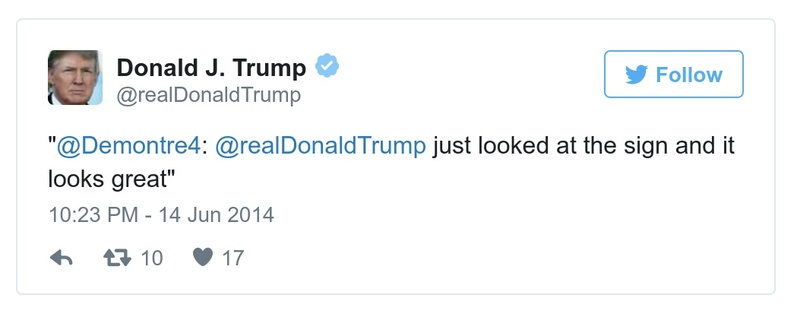 Donald J. Trump
@realDonaldTrump
Follow
"@Demontre4: @realDonaldTrump just looked at the sign and it
looks great"
10:23 PM - 14 Jun 2014
10 17